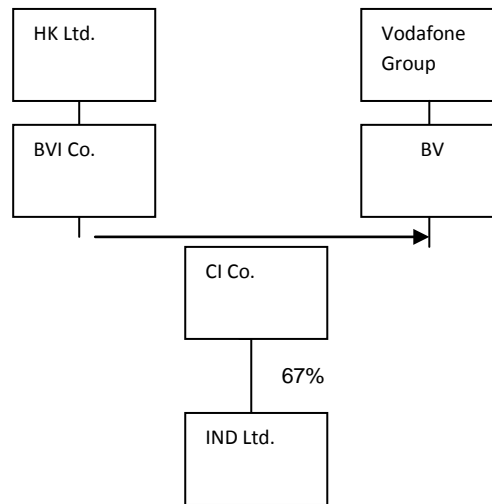 HK Ltd.
Vodafone
Group
BVI Co.
BV
CI Co.
67%
IND Ltd.